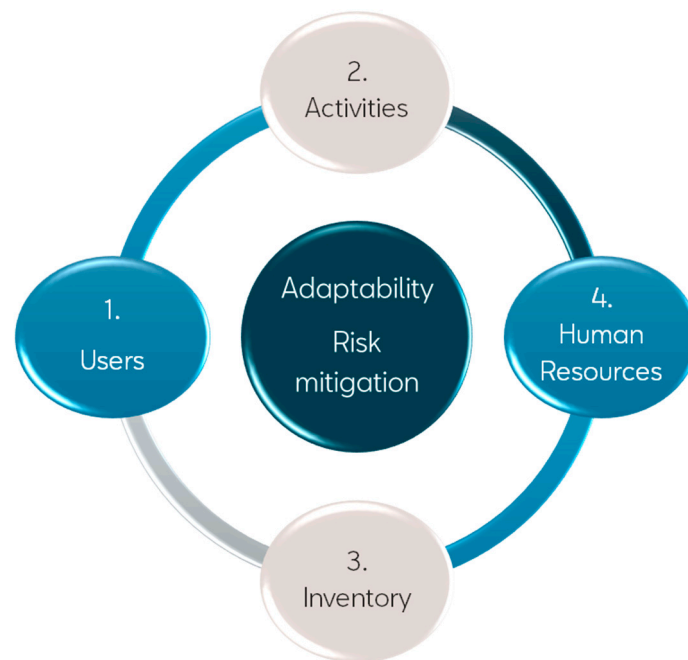 2.
Activities
1.
Users
Adaptability
Risk
mitigation
4.
Human
Resources
3.
Inventory